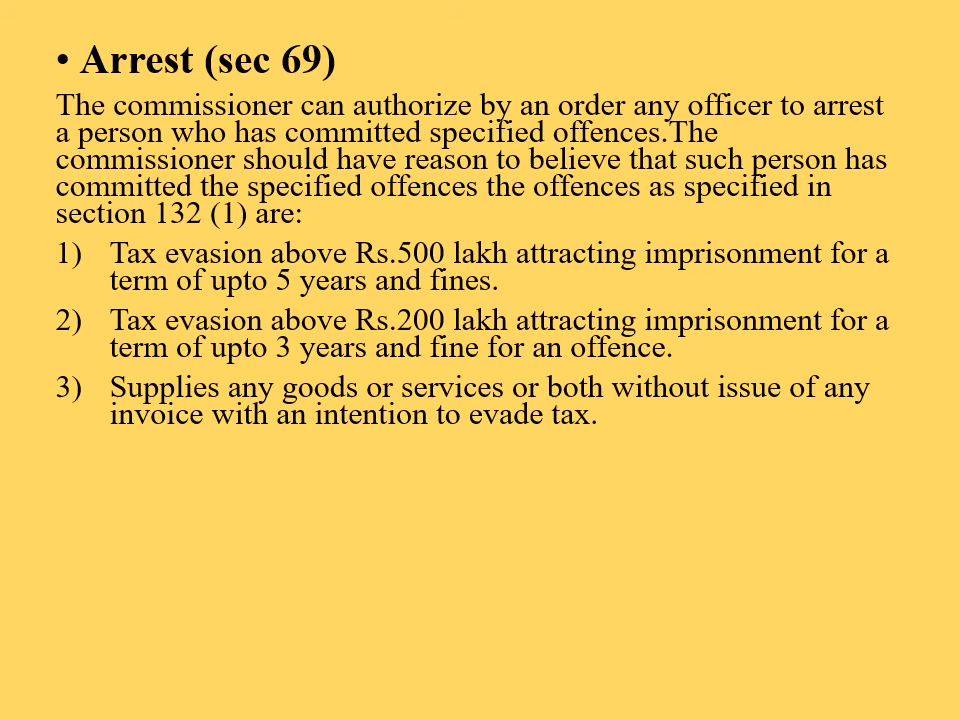 • Arrest (sec 69)
The commissioner can authorize by an order any officer to arrest
a person who has committed specified offences.The
commissioner should have reason to believe that such person has
committed the specified offences the offences as specified in
section 132 (1) are:
1) Tax evasion above Rs.500 lakh attracting imprisonment for a
term of upto 5 years and fines.
2) Tax evasion above Rs.200 lakh attracting imprisonment for a
term of upto 3 years and fine for an offence.
3) Supplies any goods or services or both without issue of any
invoice with an intention to evade tax.